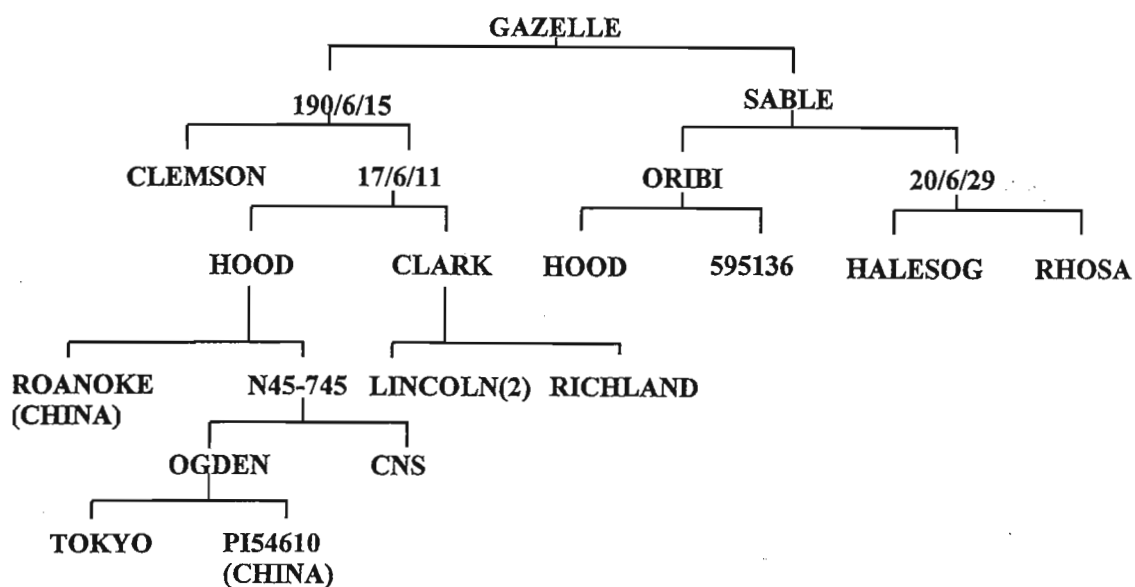 GAZELLE
190/6/15 SABLE
CLEMSON 17/6/11 ORIBI 20/6/29
HOOD CLARK HOOD 595136 HALESOG RHOSA
ROANOKE N45-745 LINCOLN(2) RICHLAND
(CHINA)
OGDEN CNS
TOKYO PI54610
(CHINA)